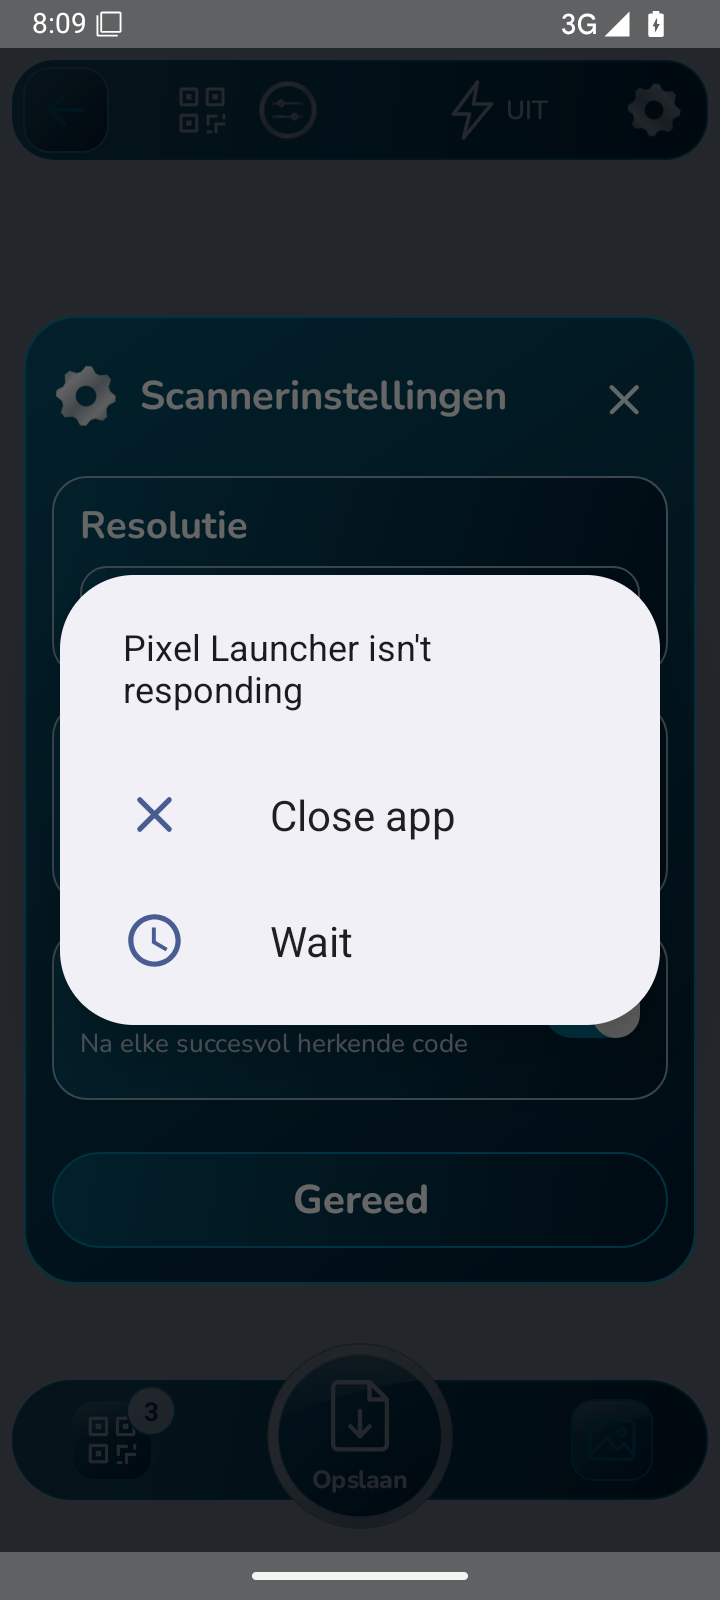 8:09
3G
UIT
Scannerinstellingen
Resolutie
Pixel Launcher isn't
responding
Close app
Wait
Na elke succesvol herkende code
Gereed
3
Opslaan